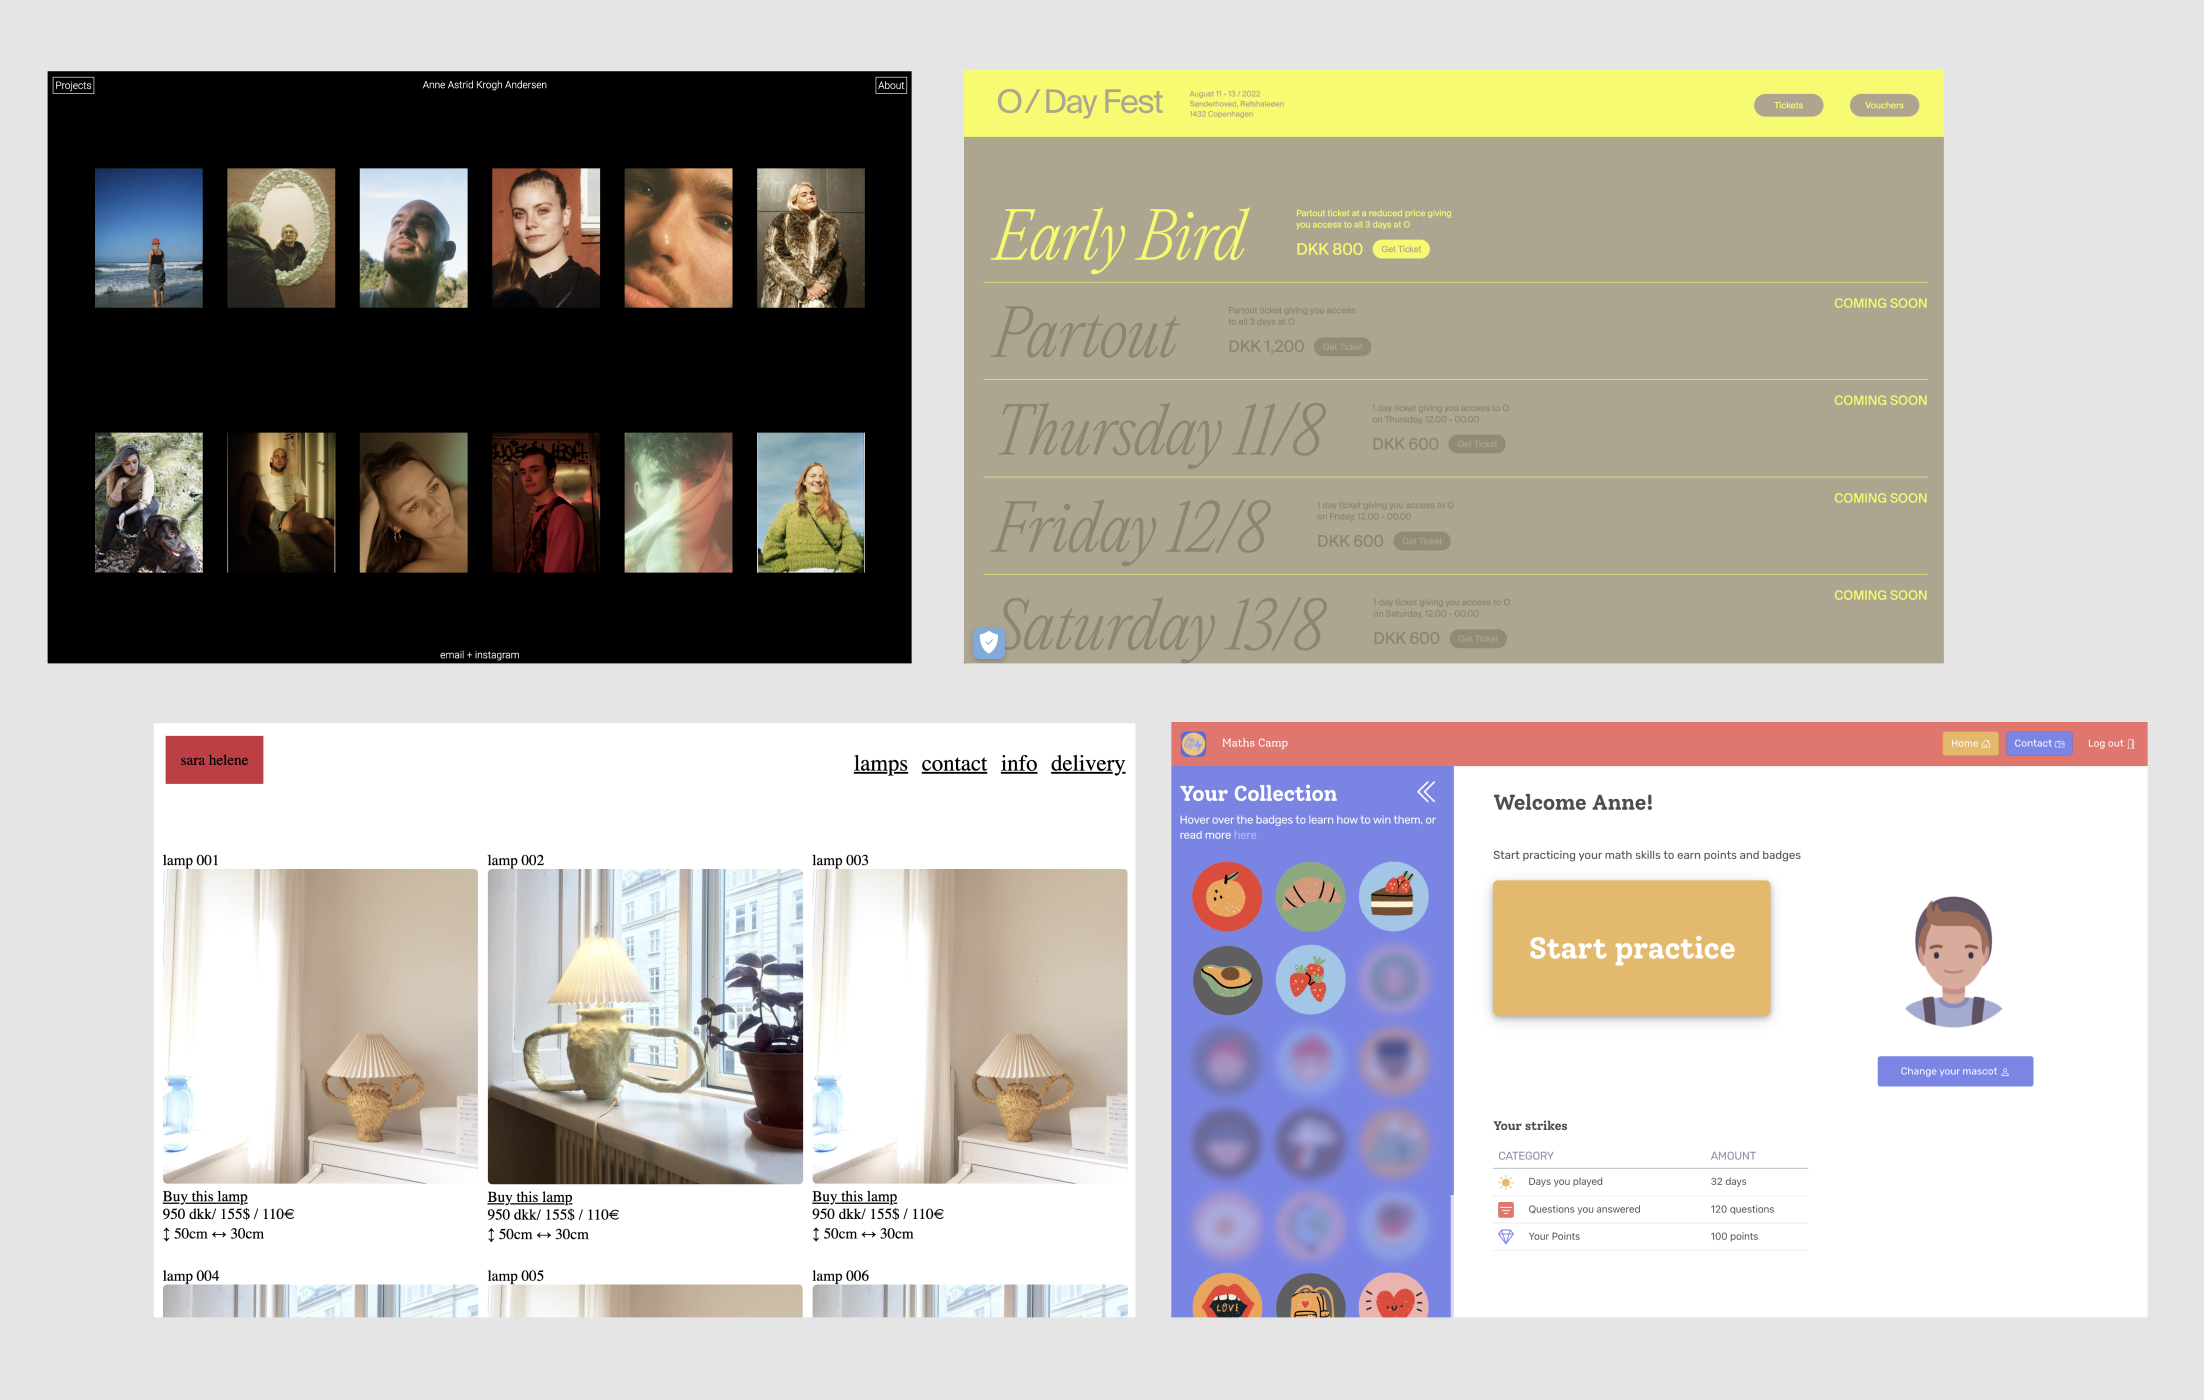 Projects
Anne Astrid Krogh Andersen
About
email + instagram
O/Day Fest
August 11 - 13 / 2022
Sønderhoved, Refshaleøen
1432 Copenhagen
Tickets
Vouchers
Early Bird
Partout ticket at a reduced price giving
you access to all 3 days at O
DKK 800
Get Ticket
COMING SOON
Partout
Partout ticket giving you access
to all 3 days at O
DKK 1,200
Get Ticket
COMING SOON
Thursday 11/8
1 day ticket giving you access to O
on Thursday, 12.00 - 00.00
DKK 600
Get Ticket
COMING SOON
Friday 12/8
1 day ticket giving you access to O
on Friday, 12.00 - 00.00
DKK 600
Get Ticket
COMING SOON
Saturday 13/8
1 day ticket giving you access to O
on Saturday, 12.00 - 00.00
DKK 600
Get Ticket
sara helene
lamps contact info delivery
lamp 001
Buy this lamp
950 dkk/ 155$ / 110€
↕ 50cm ↔ 30cm
lamp 002
Buy this lamp
950 dkk/ 155$ / 110€
↕ 50cm ↔ 30cm
lamp 003
Buy this lamp
950 dkk/ 155$ / 110€
↕ 50cm ↔ 30cm
lamp 004
lamp 005
lamp 006
Maths Camp
Home
Contact
Log out
Your Collection
Hover over the badges to learn how to win them, or
read more here
LOVE
Welcome Anne!
Start practicing your math skills to earn points and badges
Start practice
Change your mascot
Your strikes
CATEGORY AMOUNT
Days you played 32 days
Questions you answered 120 questions
Your Points 100 points